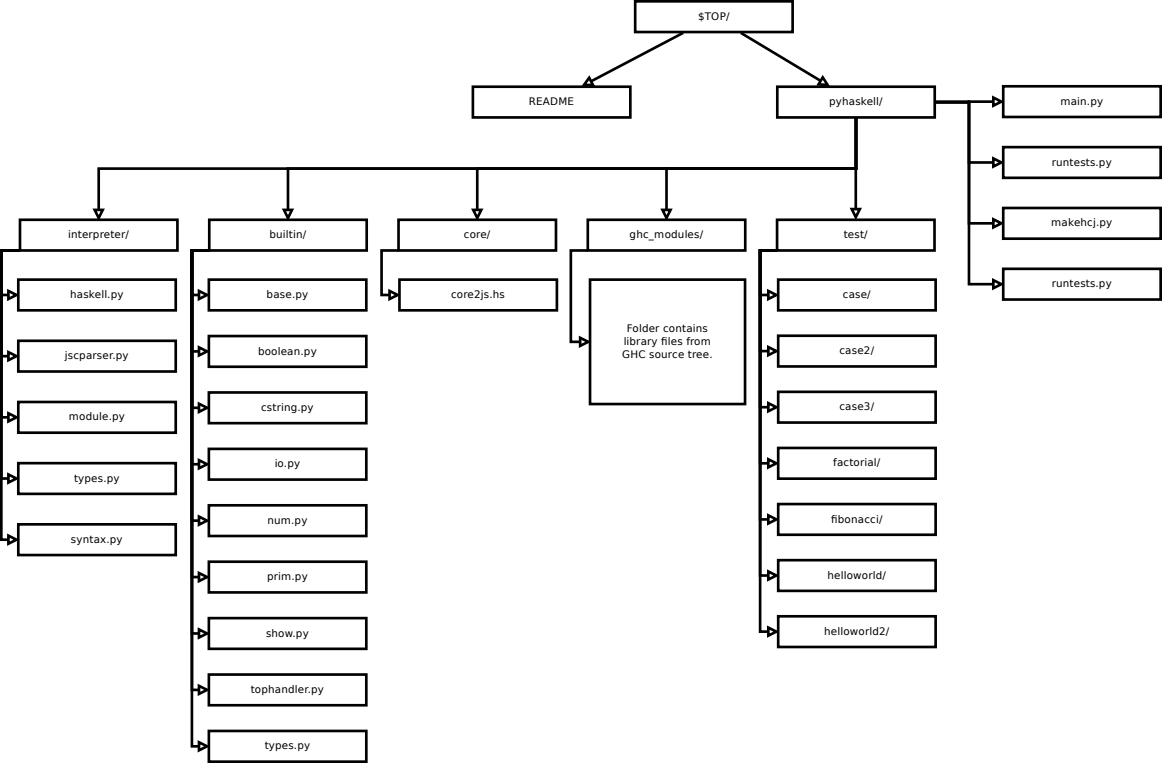 $TOP/
README
pyhaskell/
main.py
runtests.py
makehcj.py
runtests.py
interpreter/
haskell.py
jscparser.py
module.py
types.py
syntax.py
builtin/
base.py
boolean.py
cstring.py
io.py
num.py
prim.py
show.py
tophandler.py
types.py
core/
core2js.hs
ghc_modules/
Folder contains
library files from
GHC source tree.
test/
case/
case2/
case3/
factorial/
fibonacci/
helloworld/
helloworld2/